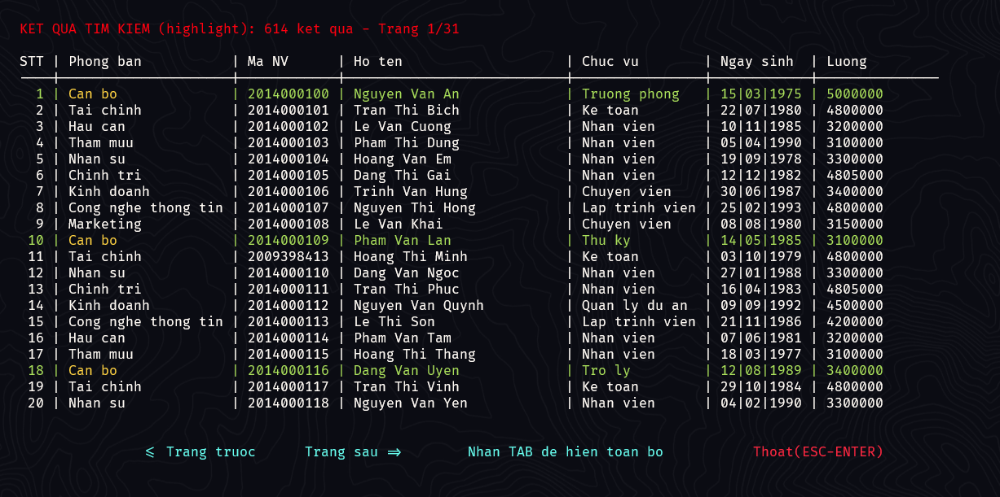 KET QUA TIM KIEM (highlight): 614 ket qua - Trang 1/31
STT | Phong ban | Ma NV | Ho ten | Chuc vu | Ngay sinh | Luong
1 | Can bo | 2014000100 | Nguyen Van An | Truong phong | 15|03|1975 | 5000000
2 | Tai chinh | 2014000101 | Tran Thi Bich | Ke toan | 22|07|1980 | 4800000
3 | Hau can | 2014000102 | Le Van Cuong | Nhan vien | 10|11|1985 | 3200000
4 | Tham muu | 2014000103 | Pham Thi Dung | Nhan vien | 05|04|1990 | 3100000
5 | Nhan su | 2014000104 | Hoang Van Em | Nhan vien | 19|09|1978 | 3300000
6 | Chinh tri | 2014000105 | Dang Thi Gai | Nhan vien | 12|12|1982 | 4805000
7 | Kinh doanh | 2014000106 | Trinh Van Hung | Chuyen vien | 30|06|1987 | 3400000
8 | Cong nghe thong tin | 2014000107 | Nguyen Thi Hong | Lap trinh vien | 25|02|1993 | 4800000
9 | Marketing | 2014000108 | Le Van Khai | Chuyen vien | 08|08|1980 | 3150000
10 | Can bo | 2014000109 | Pham Van Lan | Thu ky | 14|05|1985 | 3100000
11 | Tai chinh | 2009398413 | Hoang Thi Minh | Ke toan | 03|10|1979 | 4800000
12 | Nhan su | 2014000110 | Dang Van Ngoc | Nhan vien | 27|01|1988 | 3300000
13 | Chinh tri | 2014000111 | Tran Thi Phuc | Nhan vien | 16|04|1983 | 4805000
14 | Kinh doanh | 2014000112 | Nguyen Van Quynh | Quan ly du an | 09|09|1992 | 4500000
15 | Cong nghe thong tin | 2014000113 | Le Thi Son | Lap trinh vien | 21|11|1986 | 4200000
16 | Hau can | 2014000114 | Pham Van Tam | Nhan vien | 07|06|1981 | 3200000
17 | Tham muu | 2014000115 | Hoang Thi Thang | Nhan vien | 18|03|1977 | 3100000
18 | Can bo | 2014000116 | Dang Van Uyen | Tro ly | 12|08|1989 | 3400000
19 | Tai chinh | 2014000117 | Tran Thi Vinh | Ke toan | 29|10|1984 | 4800000
20 | Nhan su | 2014000118 | Nguyen Van Yen | Nhan vien | 04|02|1990 | 3300000
<= Trang truoc Trang sau => Nhan TAB de hien toan bo Thoat(ESC-ENTER)